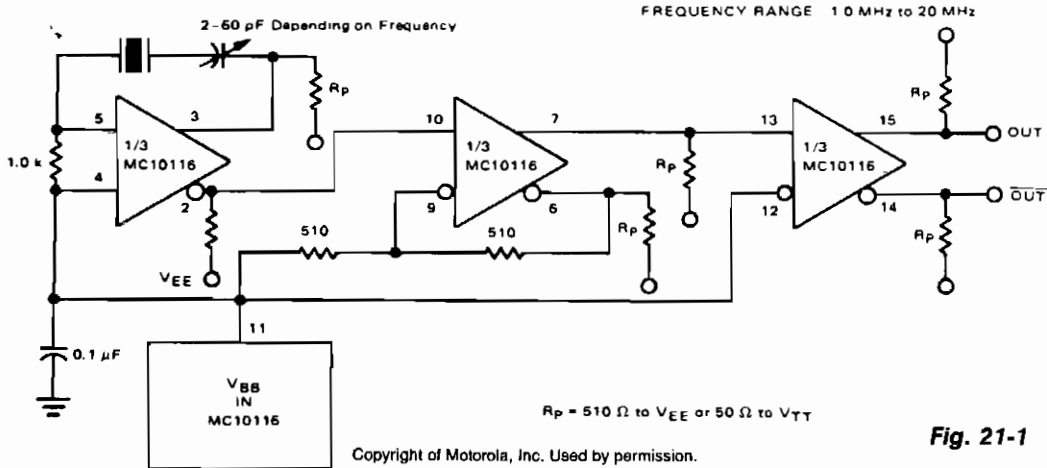 2-60 pF Depending on Frequency
FREQUENCY RANGE 1 0 MHz to 20 MHz
RP
RP
5
3
1/3
MC10116
1.0 k
4
2
VEE
10
7
1/3
MC10116
9
6
RP
RP
510
510
13
15
1/3
MC10116
12
14
OUT
OUT
RP
11
0.1 µF
VBB
IN
MC10116
RP = 510 Ω to VEE or 50 Ω to VTT
Copyright of Motorola, Inc. Used by permission.
Fig. 21-1